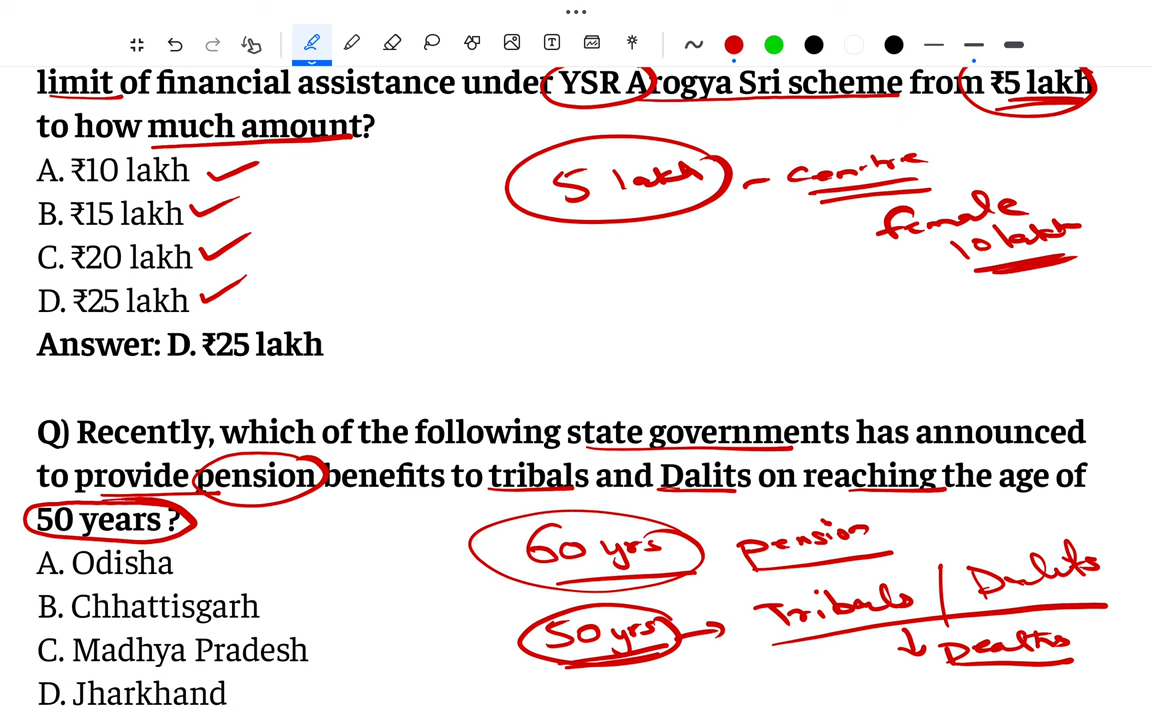 limit of financial assistance under YSR Arogya Sri scheme from ₹5 lakh
to how much amount?
A. ₹10 lakh
B. ₹15 lakh
C. ₹20 lakh
D. ₹25 lakh
5 lakh - centre
female
10 lakh
Answer: D. ₹25 lakh
Q) Recently, which of the following state governments has announced
to provide pension benefits to tribals and Dalits on reaching the age of
50 years ?
60 yrs pension
A. Odisha
50 yrs → Tribals | Dalits
B. Chhattisgarh
↓ Deaths
C. Madhya Pradesh
D. Jharkhand